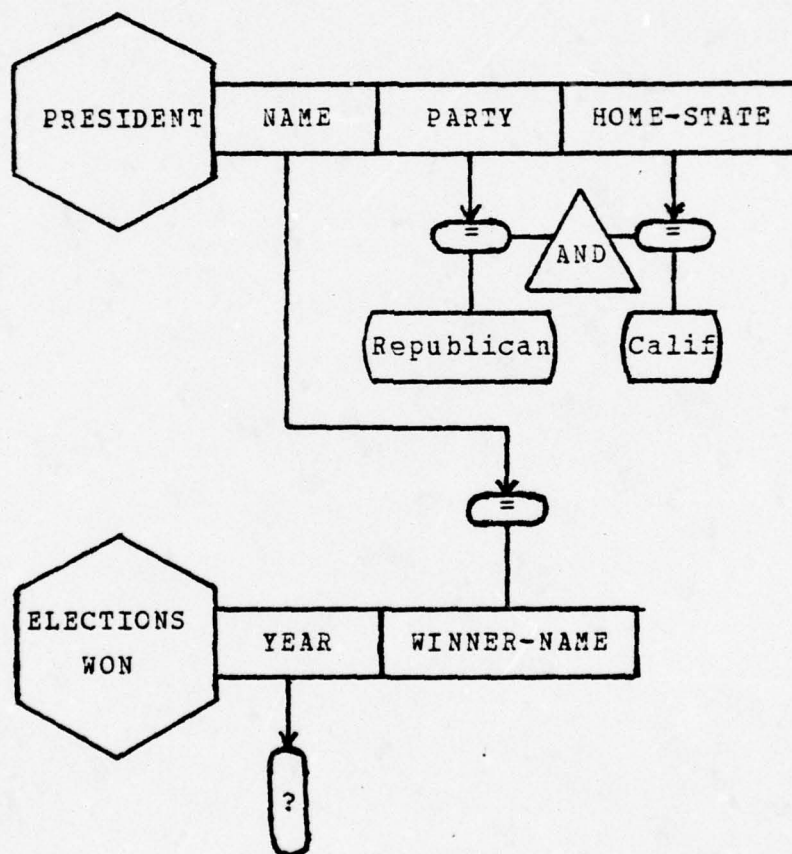 PRESIDENT NAME PARTY HOME-STATE
= AND =
Republican Calif
=
ELECTIONS
WON YEAR WINNER-NAME
?